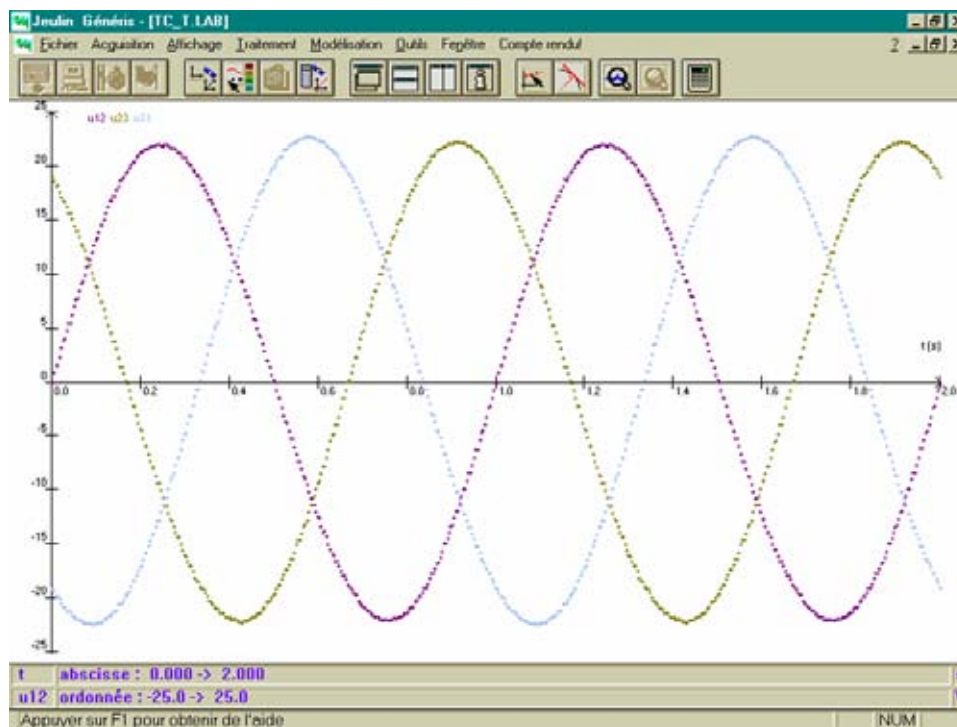 Jeulin Généris - [TC_T.LAB]
Fichier Acquisition Affichage Traitement Modélisation Outils Fenêtre Compte rendu! ?
25
u12 u23
20
15
10
5
t(s)
0
0.0 0.2 0.4 0.6 0.8 1.0 1.2 1.4 1.6 1.8 2.0
-5
-10
-15
-20
-25
t abscisse : 0.000 -> 2.000
u12 ordonnée : -25.0 -> 25.0
Appuyer sur F1 pour obtenir de l'aide NUM